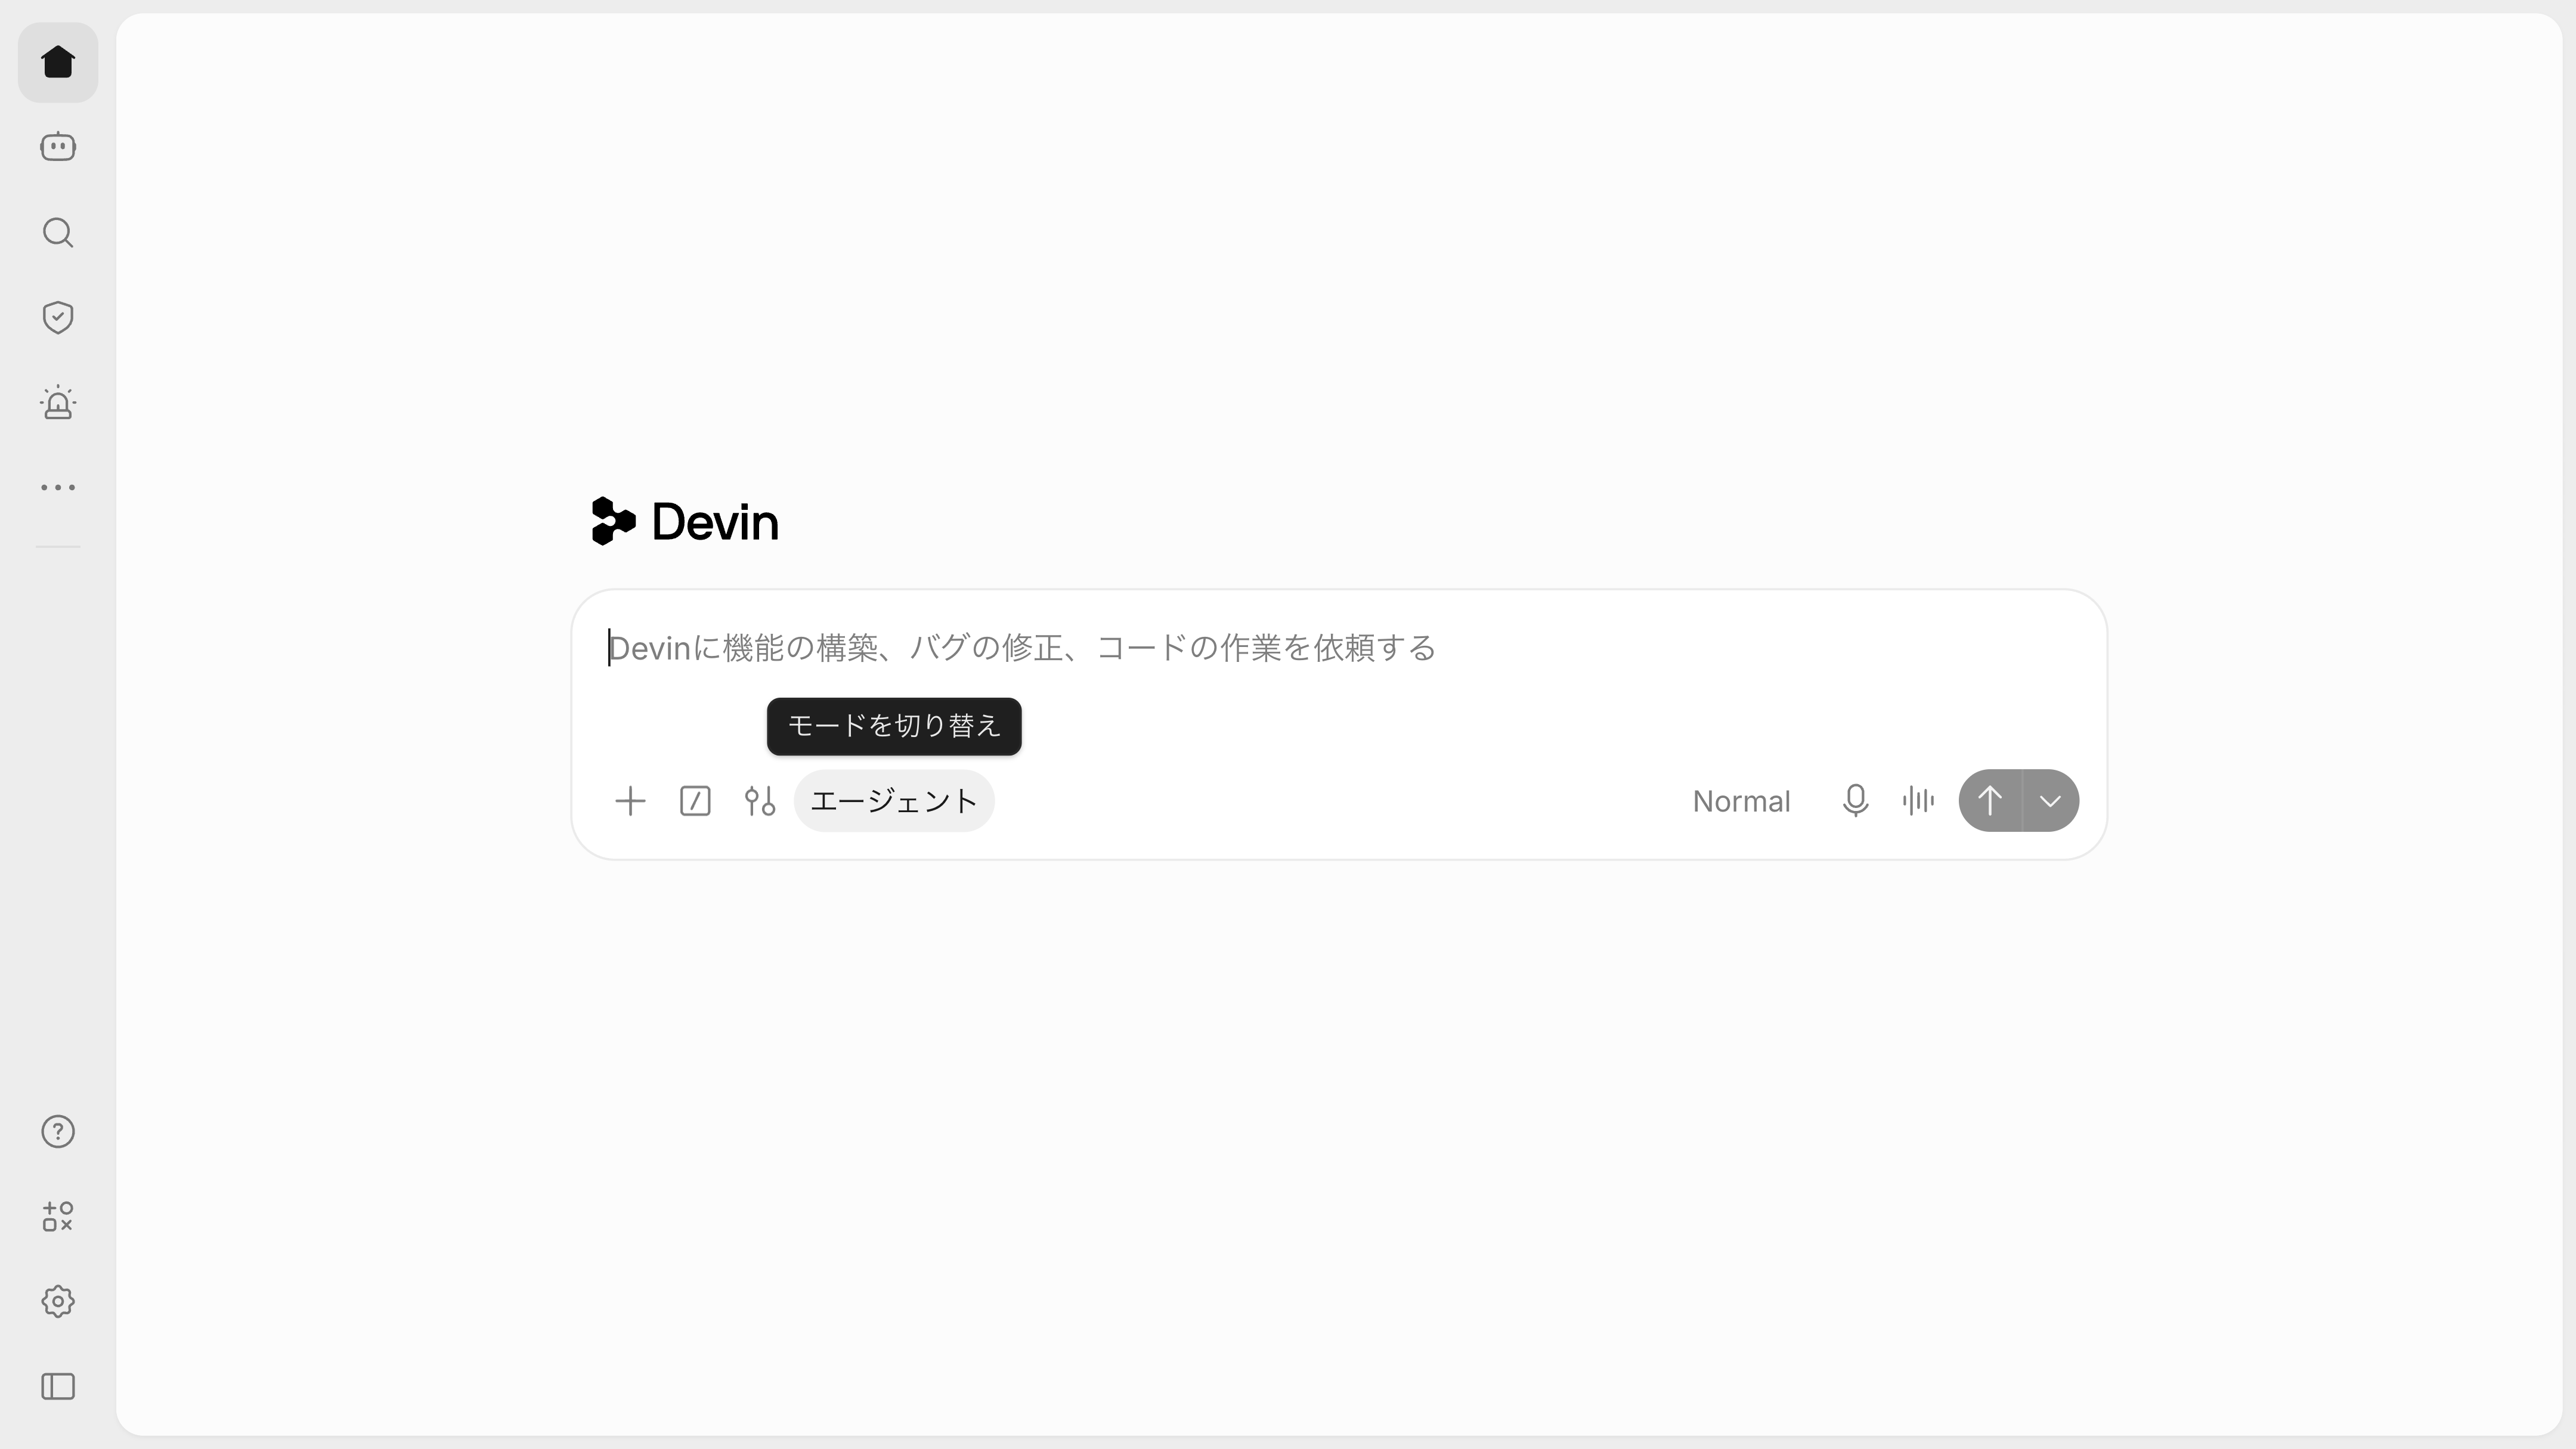 Devin
Devinに機能の構築、バグの修正、コードの作業を依頼する
モードを切り替え
エージェント
Normal